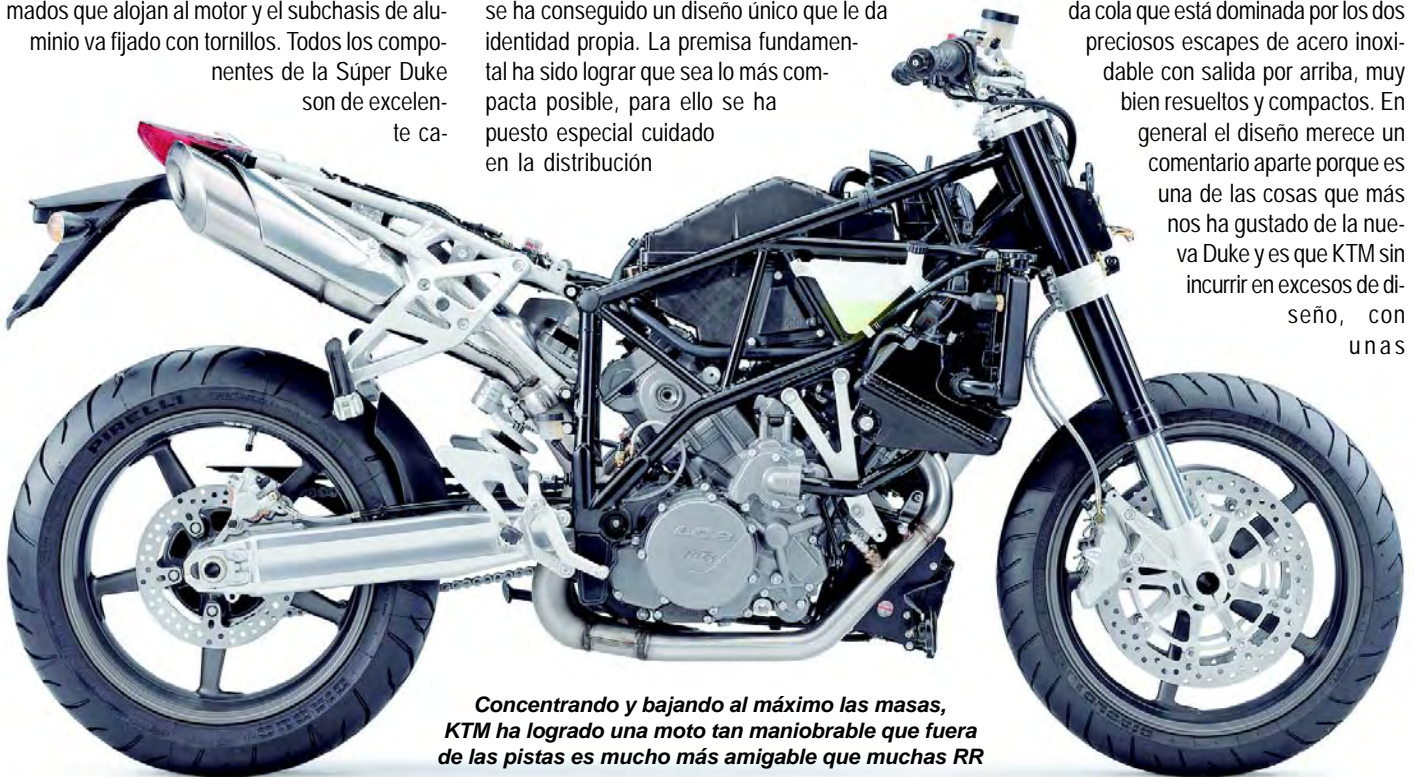 mados que alojan al motor y el subchasis de alu-
minio va fijado con tornillos. Todos los compo-
nentes de la Súper Duke
son de excelen-
te ca-
se ha conseguido un diseño único que le da
identidad propia. La premisa fundamen-
tal ha sido lograr que sea lo más com-
pacta posible, para ello se ha
puesto especial cuidado
en la distribución
da cola que está dominada por los dos
preciosos escapes de acero inoxi-
dable con salida por arriba, muy
bien resueltos y compactos. En
general el diseño merece un
comentario aparte porque es
una de las cosas que más
nos ha gustado de la nue-
va Duke y es que KTM sin
incurrir en excesos de di-
seño, con
unas
PIRELLI
LC8
Concentrando y bajando al máximo las masas,
KTM ha logrado una moto tan maniobrable que fuera
de las pistas es mucho más amigable que muchas RR